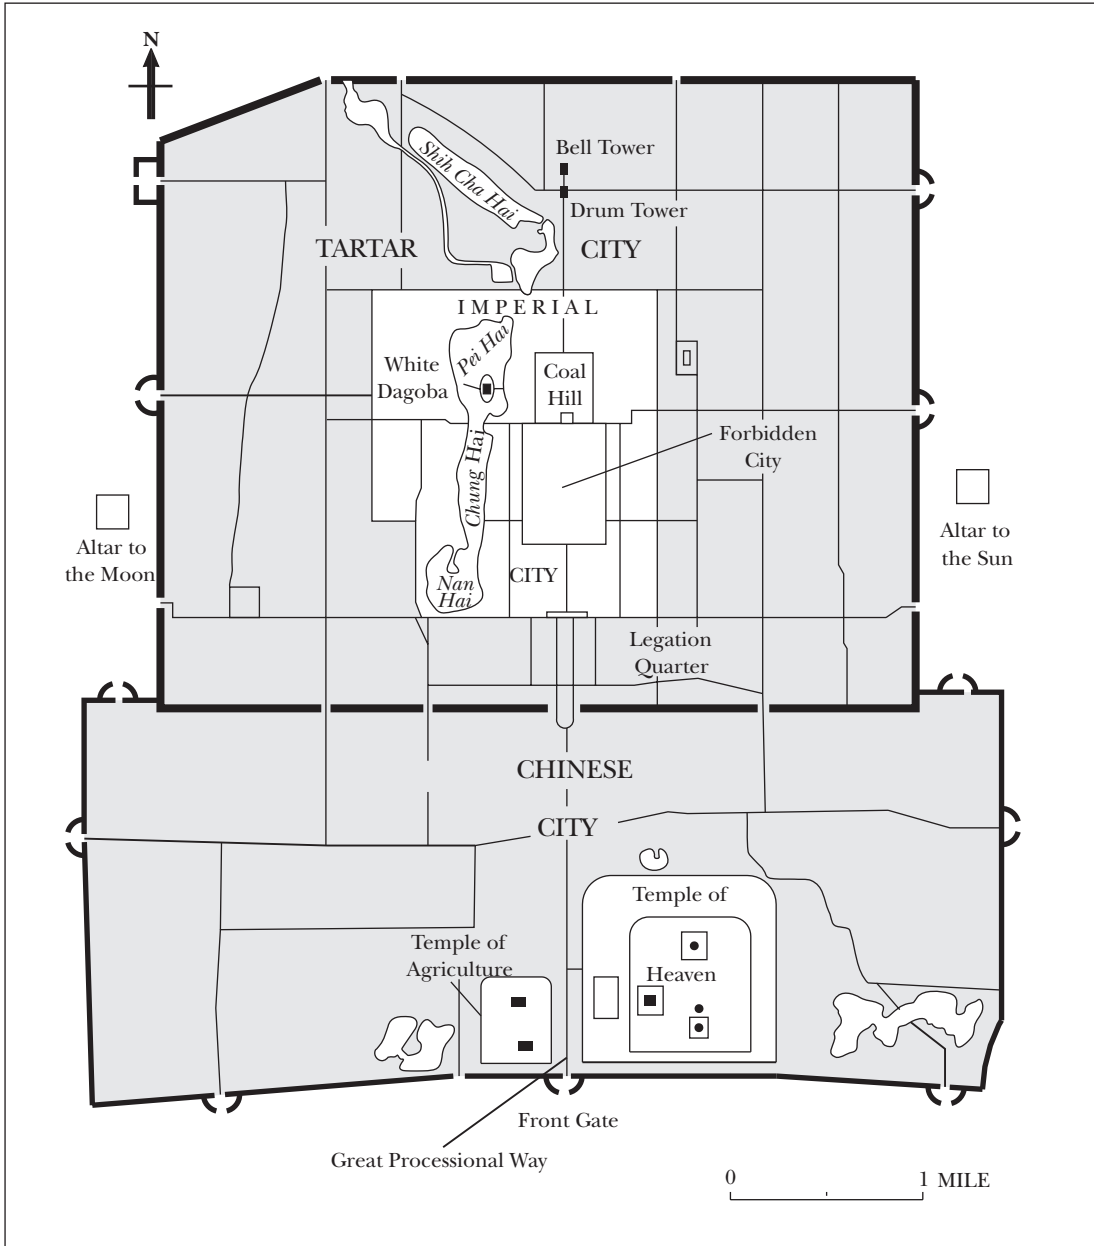 N
Bell Tower
Shih Cha Hai
Drum Tower
TARTAR
CITY
IMPERIAL
Pei Hai
White
Dagoba
Coal
Hill
Forbidden
City
Chung Hai
Altar to
the Moon
Altar to
the Sun
Nan
Hai
CITY
Legation
Quarter
CHINESE
CITY
Temple of
Heaven
Temple of
Agriculture
Front Gate
Great Processional Way
0 1 MILE